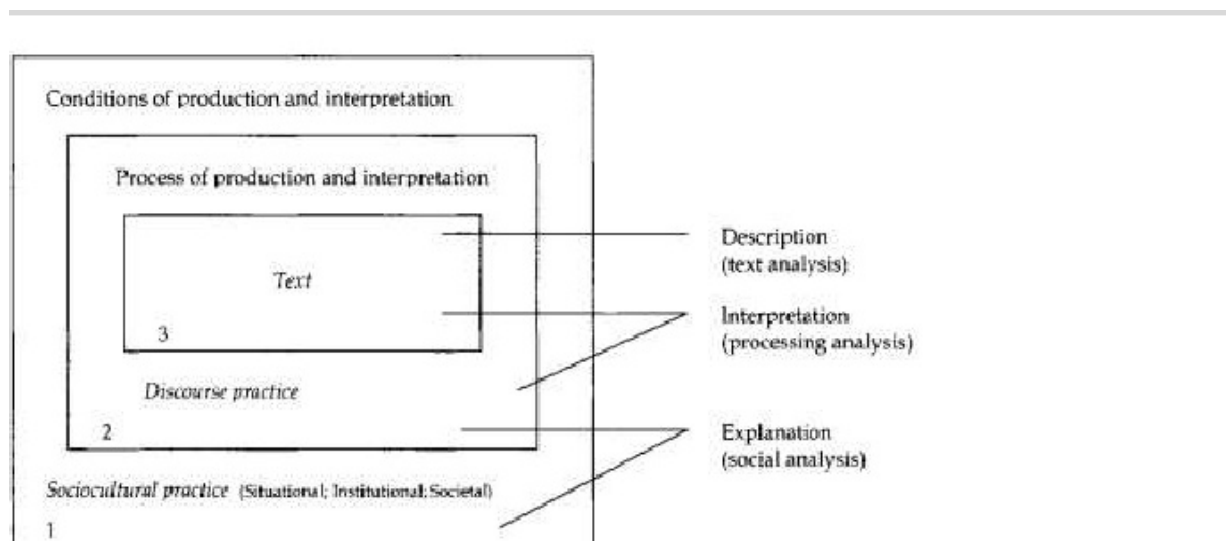 Conditions of production and interpretation
Process of production and interpretation
Description
(text analysis)
Text
3
Interpretation
(processing analysis)
Discourse practice
2
Explanation
(social analysis)
Sociocultural practice (Situational; Institutional; Societal)
1